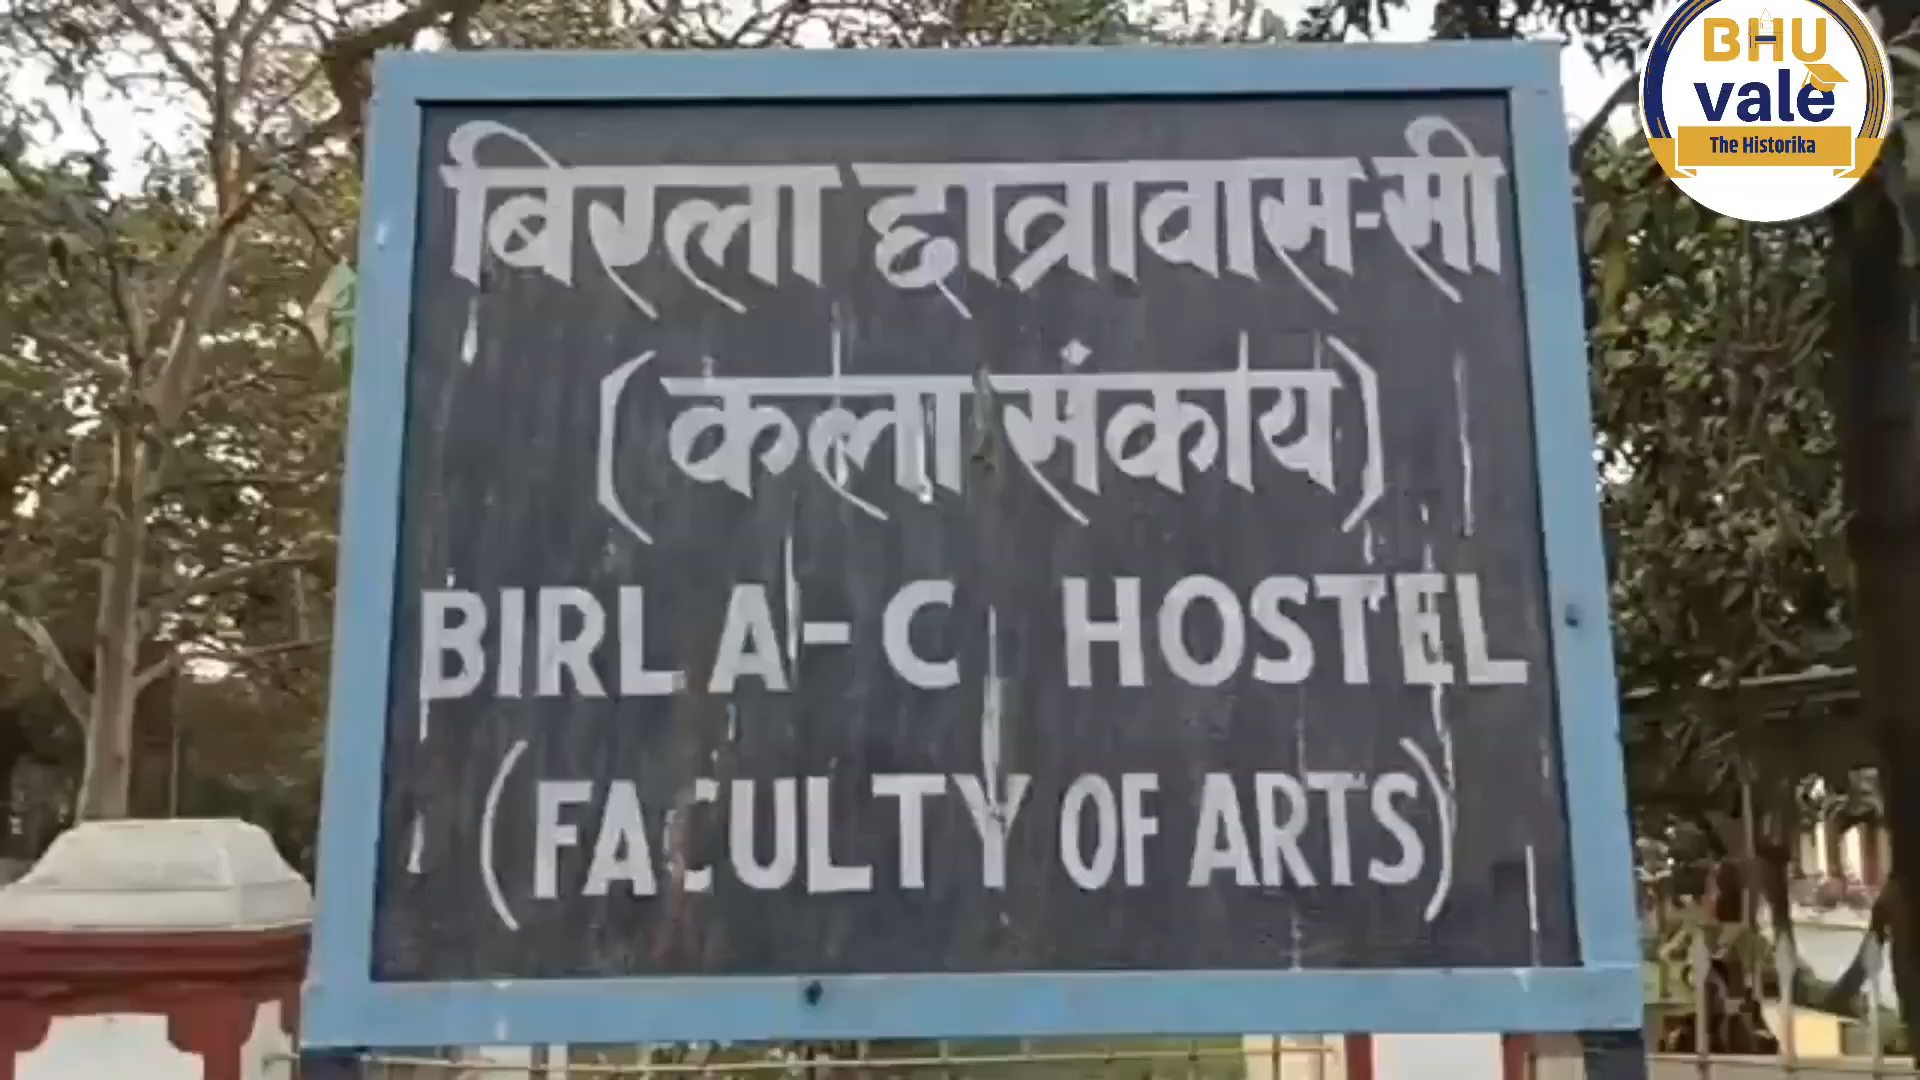 बिरला छात्रावास-सी
(कला संकाय)
BIRLA-C HOSTEL
(FACULTY OF ARTS)
BHU
vale
The Historika